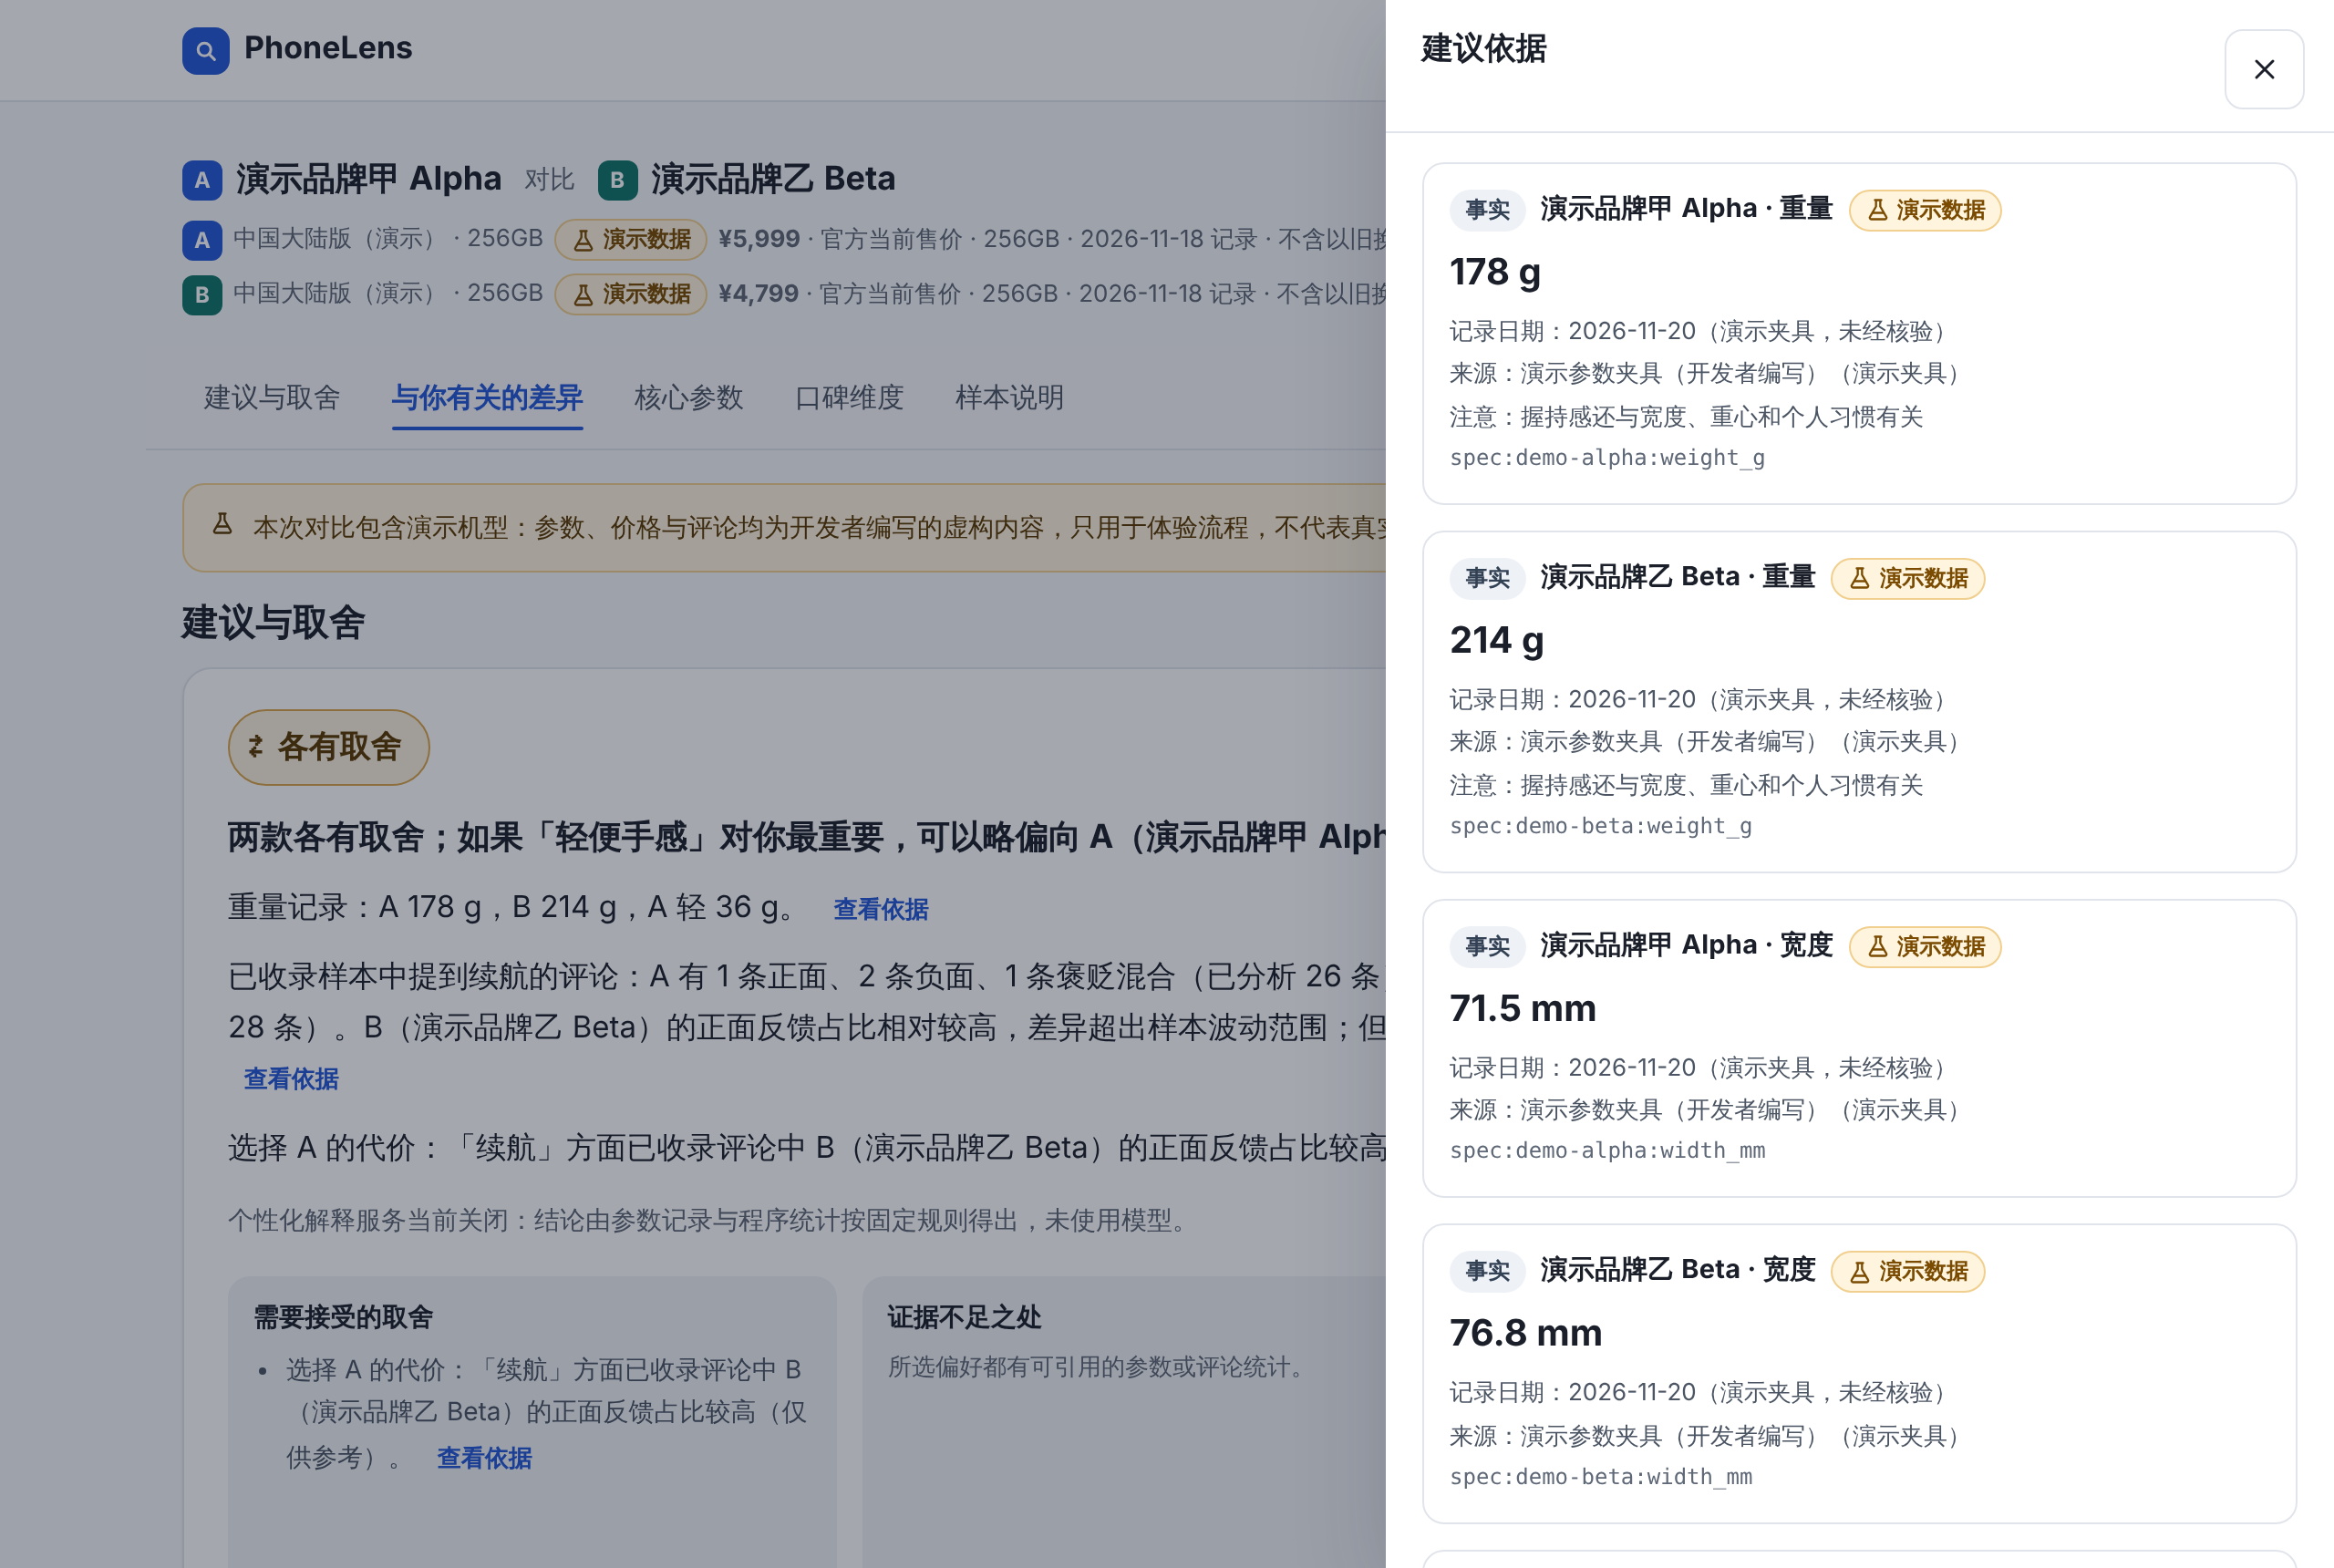 PhoneLens
A 演示品牌甲 Alpha 对比 B 演示品牌乙 Beta
A 中国大陆版（演示） · 256GB 演示数据 ¥5,999 · 官方当前售价 · 256GB · 2026-11-18 记录 · 不含以旧
B 中国大陆版（演示） · 256GB 演示数据 ¥4,799 · 官方当前售价 · 256GB · 2026-11-18 记录 · 不含以旧
建议与取舍 与你有关的差异 核心参数 口碑维度 样本说明
本次对比包含演示机型：参数、价格与评论均为开发者编写的虚构内容，只用于体验流程，不代表真
建议与取舍
各有取舍
两款各有取舍；如果「轻便手感」对你最重要，可以略偏向 A（演示品牌甲 Alph
重量记录：A 178 g，B 214 g，A 轻 36 g。 查看依据
已收录样本中提到续航的评论：A 有 1 条正面、2 条负面、1 条褒贬混合（已分析 26 条
28 条）。B（演示品牌乙 Beta）的正面反馈占比相对较高，差异超出样本波动范围；但
查看依据
选择 A 的代价：「续航」方面已收录评论中 B（演示品牌乙 Beta）的正面反馈占比较高
个性化解释服务当前关闭：结论由参数记录与程序统计按固定规则得出，未使用模型。
需要接受的取舍
• 选择 A 的代价：「续航」方面已收录评论中 B
（演示品牌乙 Beta）的正面反馈占比较高（仅
供参考）。 查看依据
证据不足之处
所选偏好都有可引用的参数或评论统计。
建议依据
事实 演示品牌甲 Alpha · 重量 演示数据
178 g
记录日期：2026-11-20（演示夹具，未经核验）
来源：演示参数夹具（开发者编写）（演示夹具）
注意：握持感还与宽度、重心和个人习惯有关
spec:demo-alpha:weight_g
事实 演示品牌乙 Beta · 重量 演示数据
214 g
记录日期：2026-11-20（演示夹具，未经核验）
来源：演示参数夹具（开发者编写）（演示夹具）
注意：握持感还与宽度、重心和个人习惯有关
spec:demo-beta:weight_g
事实 演示品牌甲 Alpha · 宽度 演示数据
71.5 mm
记录日期：2026-11-20（演示夹具，未经核验）
来源：演示参数夹具（开发者编写）（演示夹具）
spec:demo-alpha:width_mm
事实 演示品牌乙 Beta · 宽度 演示数据
76.8 mm
记录日期：2026-11-20（演示夹具，未经核验）
来源：演示参数夹具（开发者编写）（演示夹具）
spec:demo-beta:width_mm